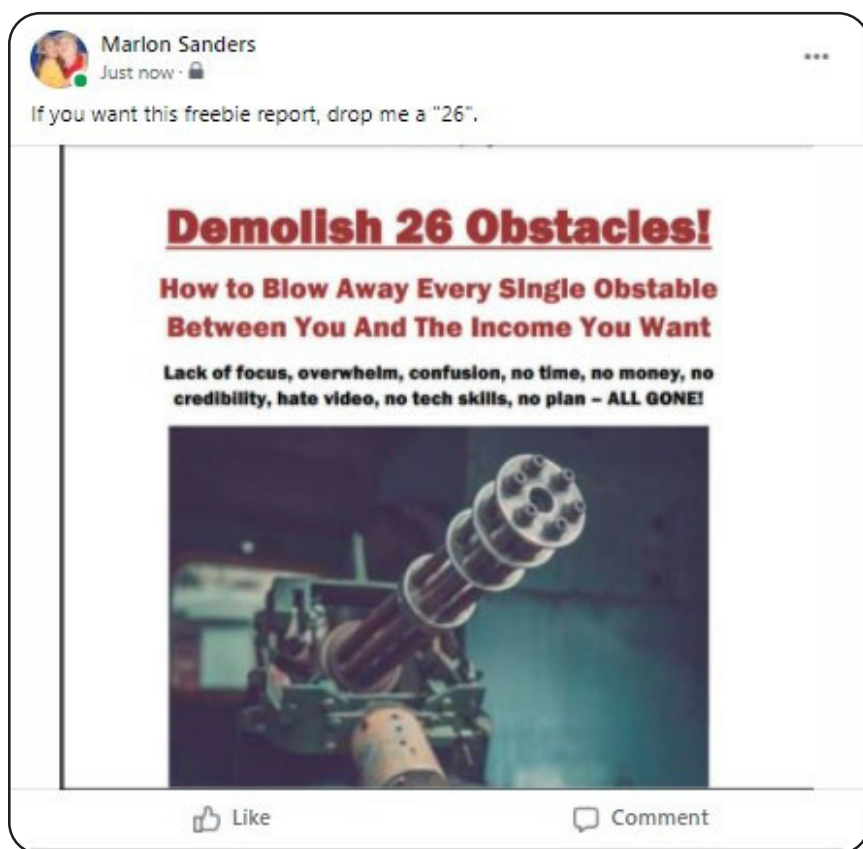 Marlon Sanders
Just now ·
If you want this freebie report, drop me a "26".
Demolish 26 Obstacles!
How to Blow Away Every SIngle Obstable
Between You And The Income You Want
Lack of focus, overwhelm, confusion, no time, no money, no
credibility, hate video, no tech skills, no plan – ALL GONE!
Like
Comment